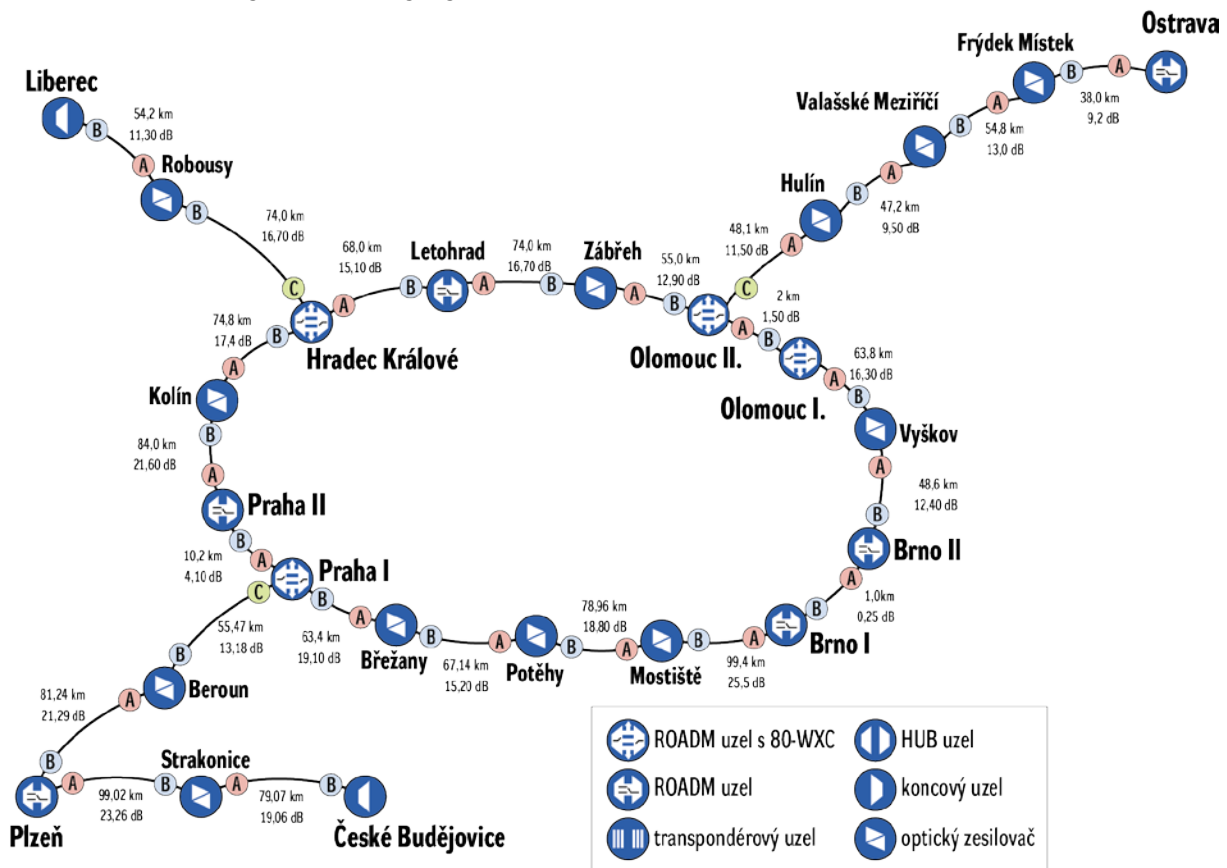 Liberec
B
54,2 km
11,30 dB
A
Robousy
B
74,0 km
16,70 dB
C
Hradec Králové
A
68,0 km
15,10 dB
B
Letohrad
A
74,0 km
16,70 dB
B
Zábřeh
A
55,0 km
12,90 dB
B
Olomouc II.
C
48,1 km
11,50 dB
A
Hulín
B
47,2 km
9,50 dB
A
Valašské Meziříčí
B
54,8 km
13,0 dB
A
Frýdek Místek
B
38,0 km
9,2 dB
A
Ostrava
A
2 km
1,50 dB
B
Olomouc I.
A
63,8 km
16,30 dB
B
Vyškov
A
48,6 km
12,40 dB
B
Brno II
A
1,0km
0,25 dB
B
Brno I
A
99,4 km
25,5 dB
B
Mostiště
A
78,96 km
18.80 dB
B
Potěhy
A
67,14 km
15,20 dB
B
Břežany
A
63,4 km
19,10 dB
B
Praha I
A
10,2 km
4,10 dB
B
Praha II
A
84,0 km
21,60 dB
B
Kolín
A
74,8 km
17,4 dB
B
C
55,47 km
13,18 dB
B
Beroun
A
81,24 km
21,29 dB
B
Plzeň
A
99,02 km
23,26 dB
B
Strakonice
A
79,07 km
19,06 dB
B
České Budějovice
ROADM uzel s 80-WXC
ROADM uzel
transpondérový uzel
HUB uzel
koncový uzel
optický zesilovač